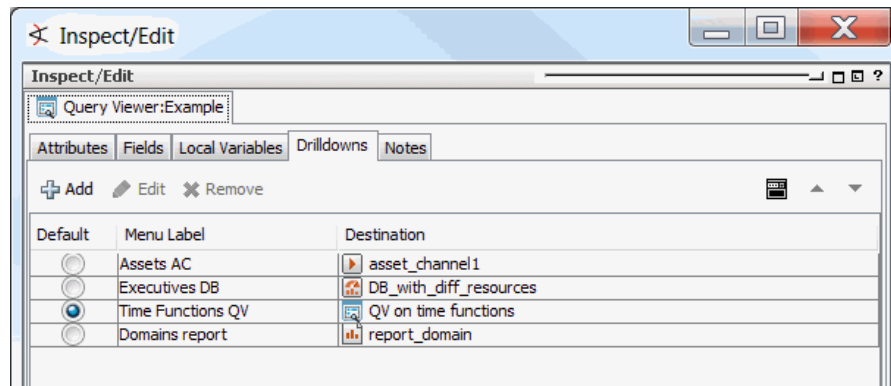 Inspect/Edit
Inspect/Edit ?
Query Viewer:Example
Attributes Fields Local Variables Drilldowns Notes
Add Edit Remove
Default Menu Label Destination
Assets AC asset_channel1
Executives DB DB_with_diff_resources
Time Functions QV QV on time functions
Domains report report_domain